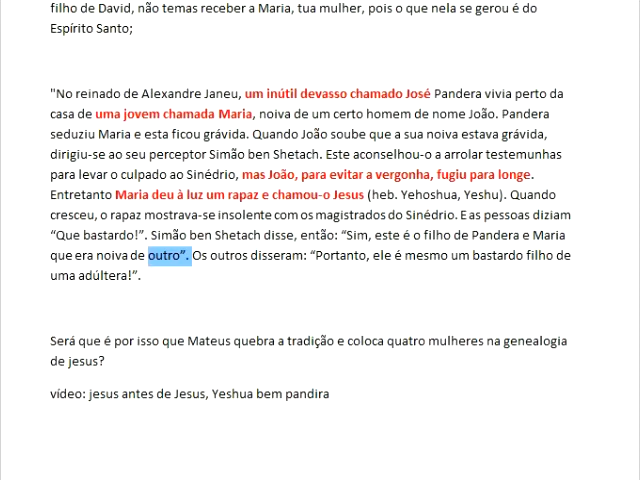 filho de David, não temas receber a Maria, tua mulher, pois o que nela se gerou é do
Espírito Santo;
"No reinado de Alexandre Janeu, um inútil devasso chamado José Pandera vivia perto da
casa de uma jovem chamada Maria, noiva de um certo homem de nome João. Pandera
seduziu Maria e esta ficou grávida. Quando João soube que a sua noiva estava grávida,
dirigiu-se ao seu perceptor Simão ben Shetach. Este aconselhou-o a arrolar testemunhas
para levar o culpado ao Sinédrio, mas João, para evitar a vergonha, fugiu para longe.
Entretanto Maria deu à luz um rapaz e chamou-o Jesus (heb. Yehoshua, Yeshu). Quando
cresceu, o rapaz mostrava-se insolente com os magistrados do Sinédrio. E as pessoas diziam
“Que bastardo!”. Simão ben Shetach disse, então: “Sim, este é o filho de Pandera e Maria
que era noiva de outro”. Os outros disseram: “Portanto, ele é mesmo um bastardo filho de
uma adúltera!”.
Será que é por isso que Mateus quebra a tradição e coloca quatro mulheres na genealogia
de jesus?
vídeo: jesus antes de Jesus, Yeshua bem pandira